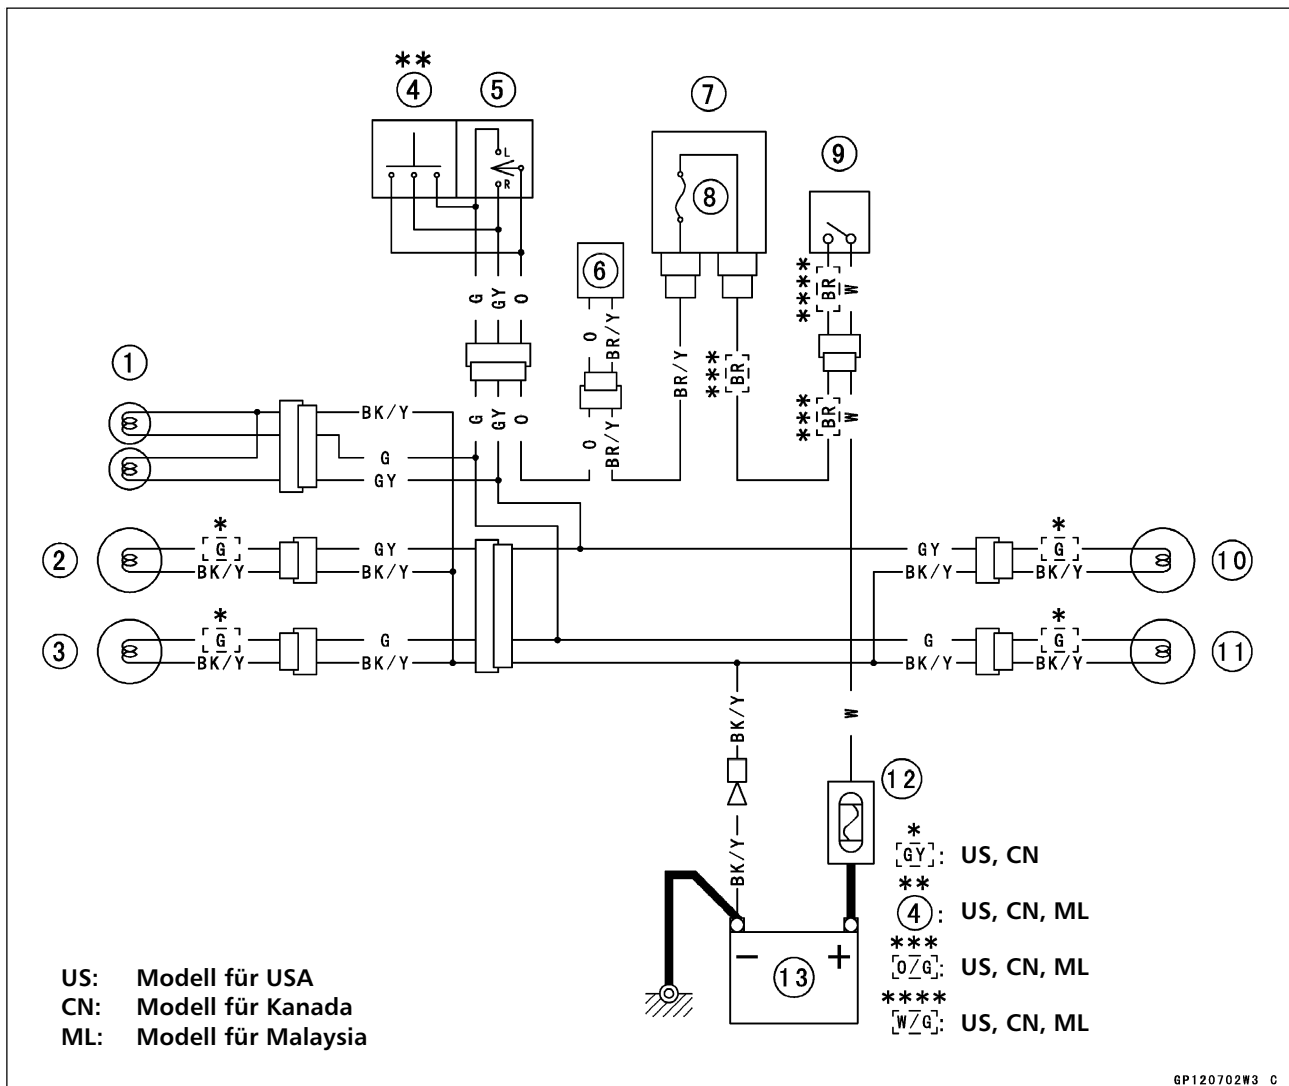 **
4 5 7
9
L
R
8
6
****
BR W
G GY O
O BR/Y
BR/Y
***
BR
1
BK/Y
G GY O
O BR/Y
***
BR W
G
GY
*
2 G GY GY G 10
*
BK/Y BK/Y BK/Y BK/Y
*
3 G G G G 11
*
BK/Y BK/Y BK/Y BK/Y
BK/Y
W
12
BK/Y
*
GY: US, CN
**
4: US, CN, ML
***
O/G: US, CN, ML
****
W/G: US, CN, ML
− 13 +
US: Modell für USA
CN: Modell für Kanada
ML: Modell für Malaysia
GP120702W3 C